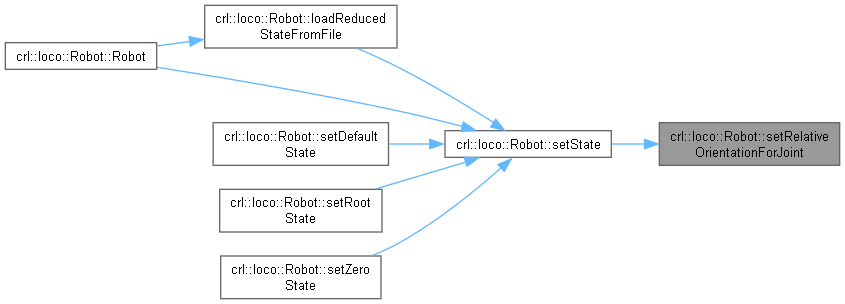 crl::loco::Robot::loadReduced
StateFromFile
crl::loco::Robot::Robot
crl::loco::Robot::setDefault
State
crl::loco::Robot::setState
crl::loco::Robot::setRelative
OrientationForJoint
crl::loco::Robot::setRoot
State
crl::loco::Robot::setZero
State